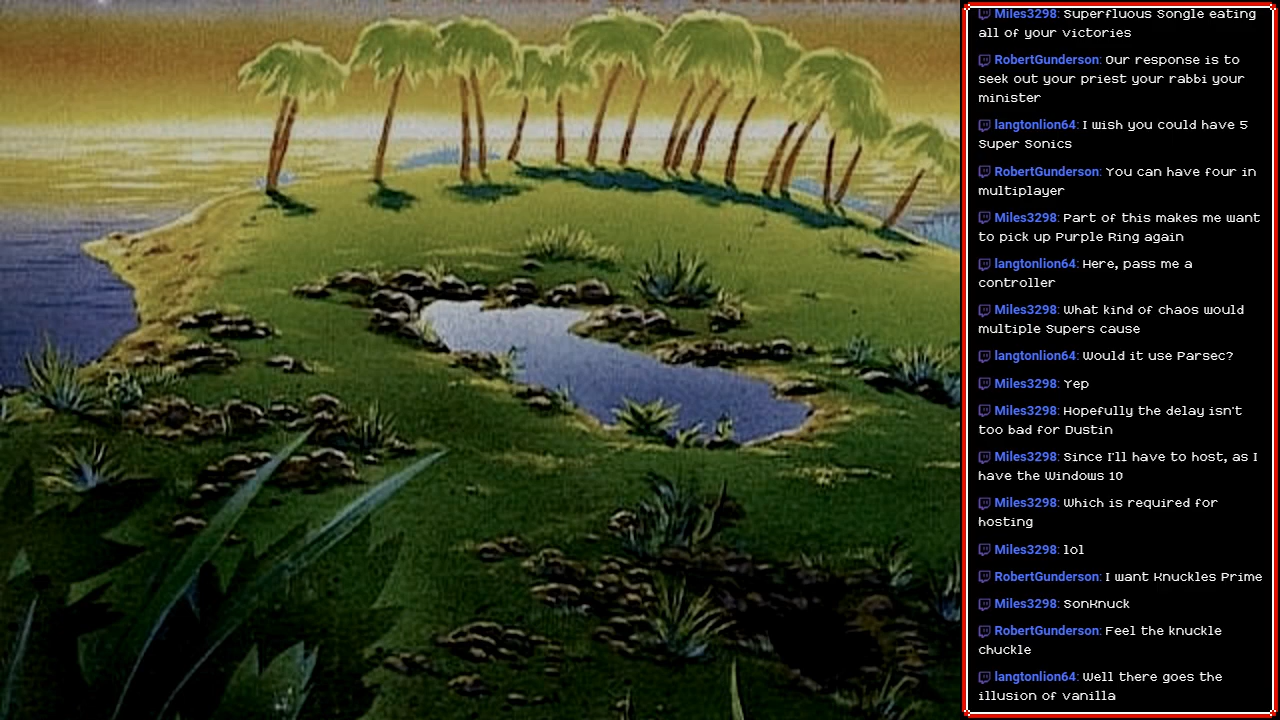 Miles3298: Superfluous Songle eating
all of your victories
RobertGunderson: Our response is to
seek out your priest your rabbi your
minister
langtonlion64: I wish you could have 5
Super Sonics
RobertGunderson: You can have four in
multiplayer
Miles3298: Part of this makes me want
to pick up Purple Ring again
langtonlion64: Here, pass me a
controller
Miles3298: What kind of chaos would
multiple Supers cause
langtonlion64: Would it use Parsec?
Miles3298: Yep
Miles3298: Hopefully the delay isn't
too bad for Dustin
Miles3298: Since I'll have to host, as I
have the Windows 10
Miles3298: Which is required for
hosting
Miles3298: lol
RobertGunderson: I want Knuckles Prime
Miles3298: SonKnuck
RobertGunderson: Feel the knuckle
chuckle
langtonlion64: Well there goes the
illusion of vanilla